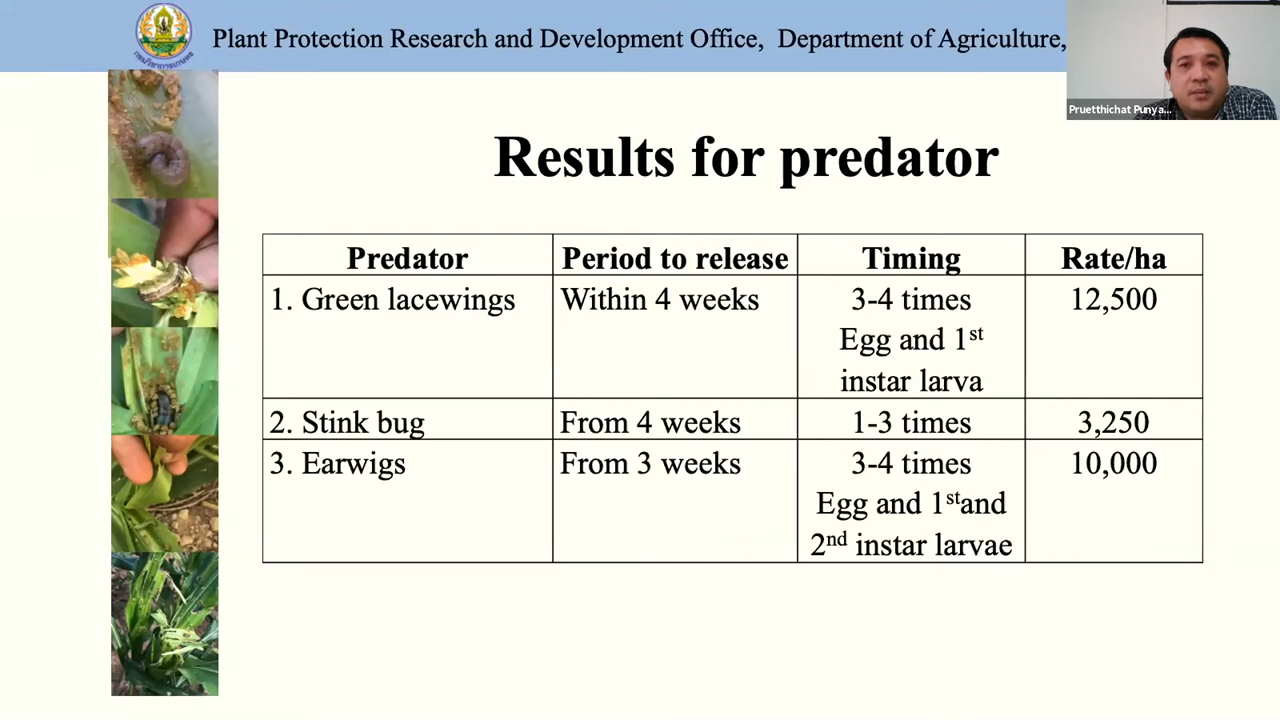 Plant Protection Research and Development Office, Department of Agriculture,
Pruetthichat Punya...
Results for predator
Predator Period to release Timing Rate/ha
1. Green lacewings Within 4 weeks 3-4 times 12,500
Egg and 1st
instar larva
2. Stink bug From 4 weeks 1-3 times 3,250
3. Earwigs From 3 weeks 3-4 times 10,000
Egg and 1stand
2nd instar larvae